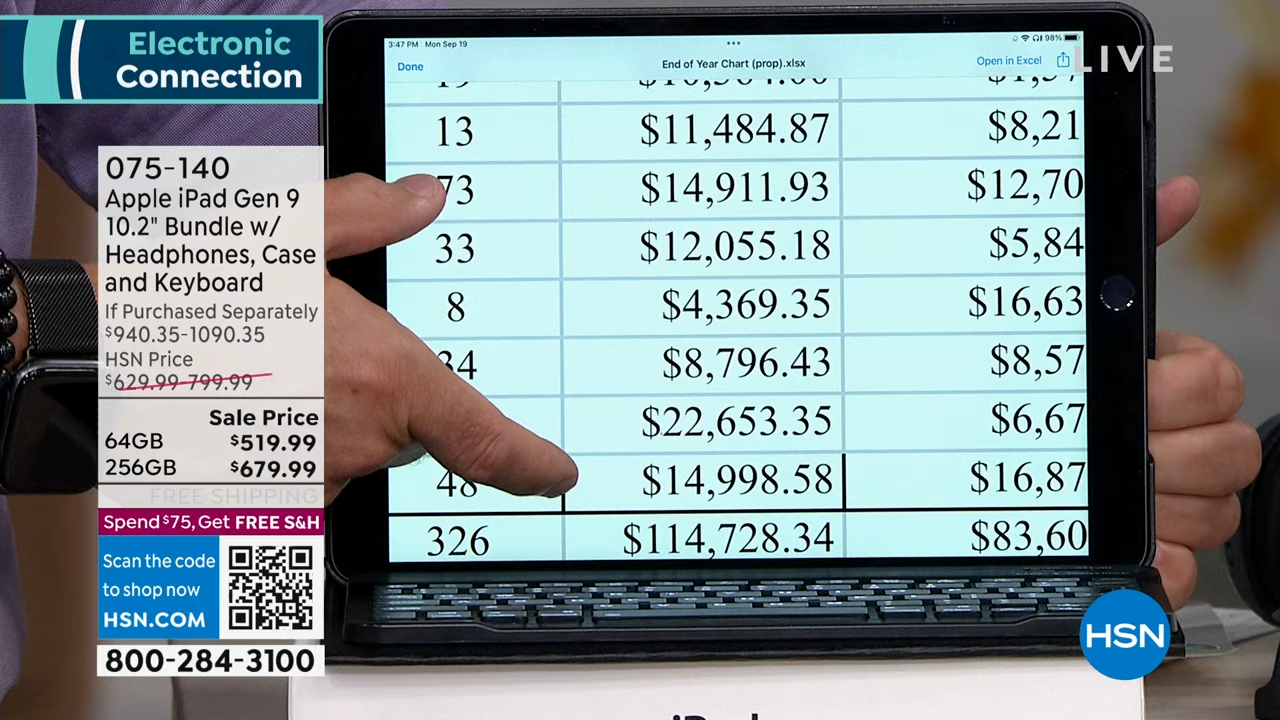 Electronic
Connection
075-140
Apple iPad Gen 9
10.2" Bundle w/
Headphones, Case
and Keyboard
If Purchased Separately
$940.35-1090.35
HSN Price
$629.99-799.99
Sale Price
64GB $519.99
256GB $679.99
FREE SHIPPING
Spend $75, Get FREE S&H
Scan the code
to shop now
HSN.COM
800-284-3100
3:47 PM Mon Sep 19
98%
Done
End of Year Chart (prop).xlsx
Open in Excel
LIVE
13 $11,484.87 $8,21
73 $14,911.93 $12,70
33 $12,055.18 $5,84
8 $4,369.35 $16,63
34 $8,796.43 $8,57
$22,653.35 $6,67
48 $14,998.58 $16,87
326 $114,728.34 $83,60
HSN